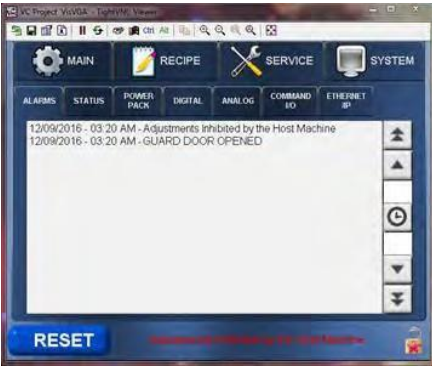 VC Project VisVGA - TightVNC Viewer
Ctrl Alt
MAIN
RECIPE
SERVICE
SYSTEM
ALARMS
STATUS
POWER
PACK
DIGITAL
ANALOG
COMMAND
I/O
ETHERNET
IP
12/09/2016 - 03:20 AM - Adjustments Inhibited by the Host Machine
12/09/2016 - 03:20 AM - GUARD DOOR OPENED
RESET